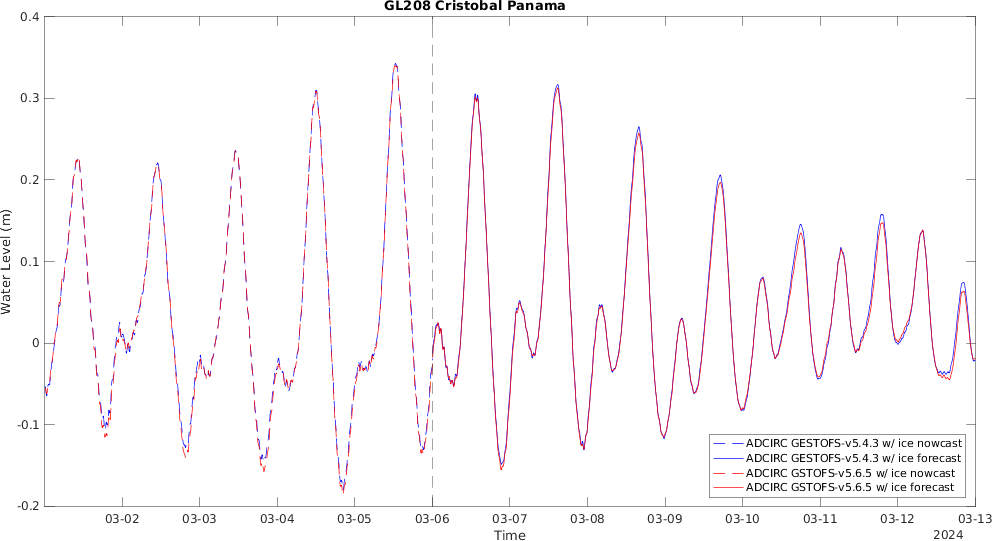 GL208 Cristobal Panama
0.4
0.3
0.2
0.1
0
-0.1
-0.2
Water Level (m)
ADCIRC GESTOFS-v5.4.3 w/ ice nowcast
ADCIRC GESTOFS-v5.4.3 w/ ice forecast
ADCIRC GSTOFS-v5.6.5 w/ ice nowcast
ADCIRC GSTOFS-v5.6.5 w/ ice forecast
03-02 03-03 03-04 03-05 03-06 03-07 03-08 03-09 03-10 03-11 03-12 03-13
Time
2024